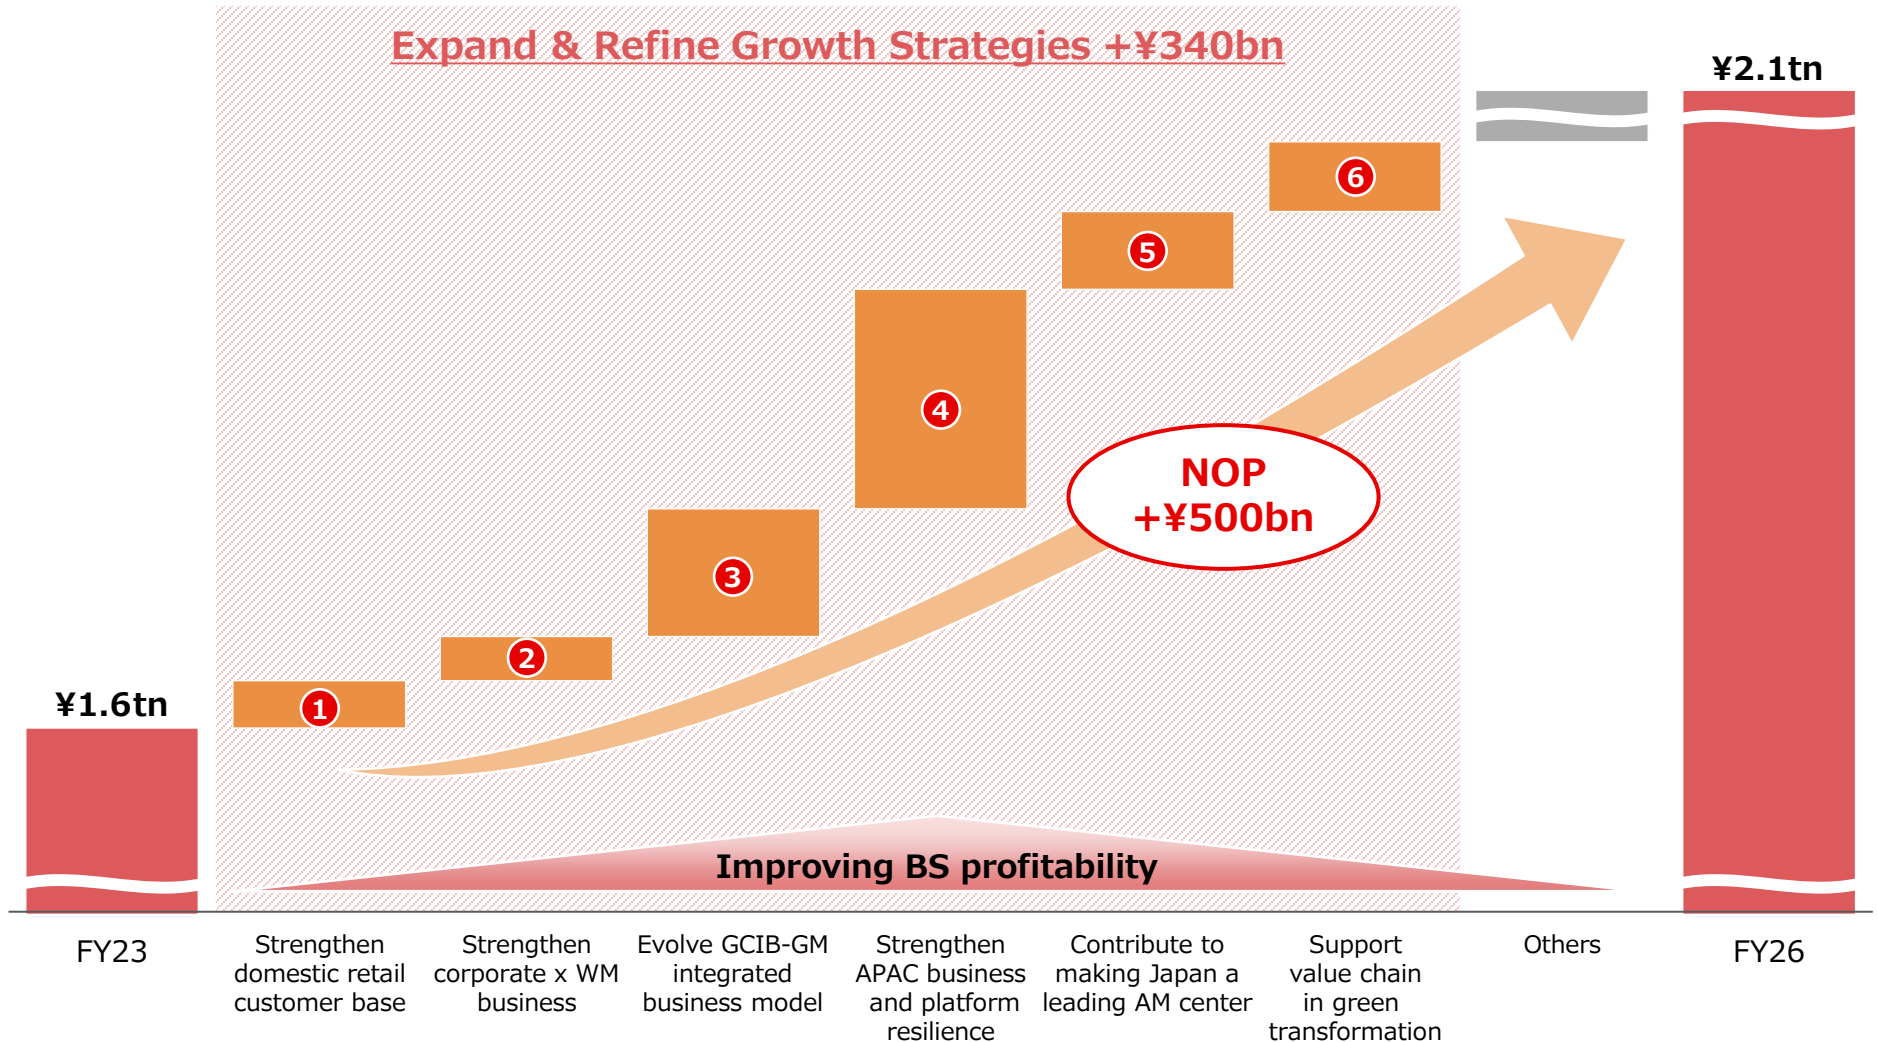 Expand & Refine Growth Strategies +¥340bn
¥2.1tn
6
5
4
NOP
+¥500bn
3
2
1
¥1.6tn
Improving BS profitability
FY23
Strengthen
domestic retail
customer base
Strengthen
corporate x WM
business
Evolve GCIB-GM
integrated
business model
Strengthen
APAC business
and platform
resilience
Contribute to
making Japan a
leading AM center
Support
value chain
in green
transformation
Others
FY26